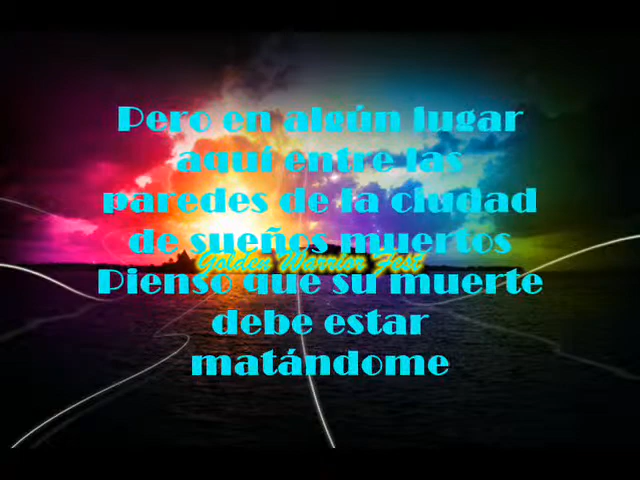 Pero en algún lugar
aquí entre las
paredes de la ciudad
de sueños muertos
Golden Warrior Fest
Pienso que su muerte
debe estar
matándome